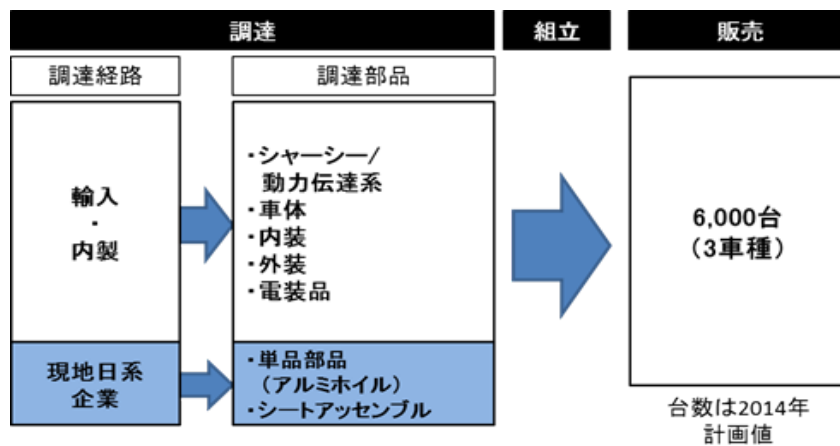 調達
組立
販売
調達経路
調達部品
輸入
・
内製
・シャーシー/
動力伝達系
・車体
・内装
・外装
・電装品
6,000台
(3車種)
現地日系
企業
・単品部品
(アルミホイル)
・シートアッセンブル
台数は2014年
計画値